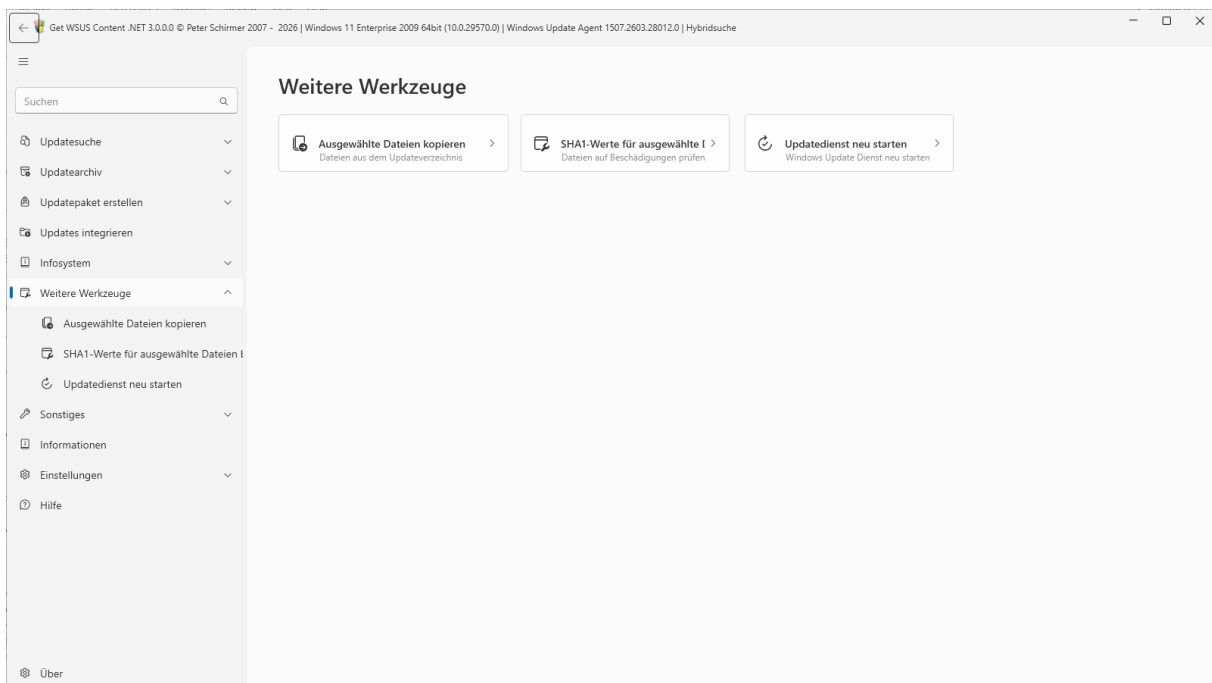 Get WSUS Content .NET 3.0.0.0 © Peter Schirmer 2007 - 2026 | Windows 11 Enterprise 2009 64bit (10.0.29570.0) | Windows Update Agent 1507.2603.28012.0 | Hybridsuche
Suchen
Updatesuche
Updatearchiv
Updatepaket erstellen
Updates integrieren
Infosystem
Weitere Werkzeuge
Ausgewählte Dateien kopieren
SHA1-Werte für ausgewählte Dateien
Updatedienst neu starten
Sonstiges
Informationen
Einstellungen
Hilfe
Über
Weitere Werkzeuge
Ausgewählte Dateien kopieren
Dateien aus dem Updateverzeichnis
SHA1-Werte für ausgewählte
Dateien auf Beschädigungen prüfen
Updatedienst neu starten
Windows Update Dienst neu starten